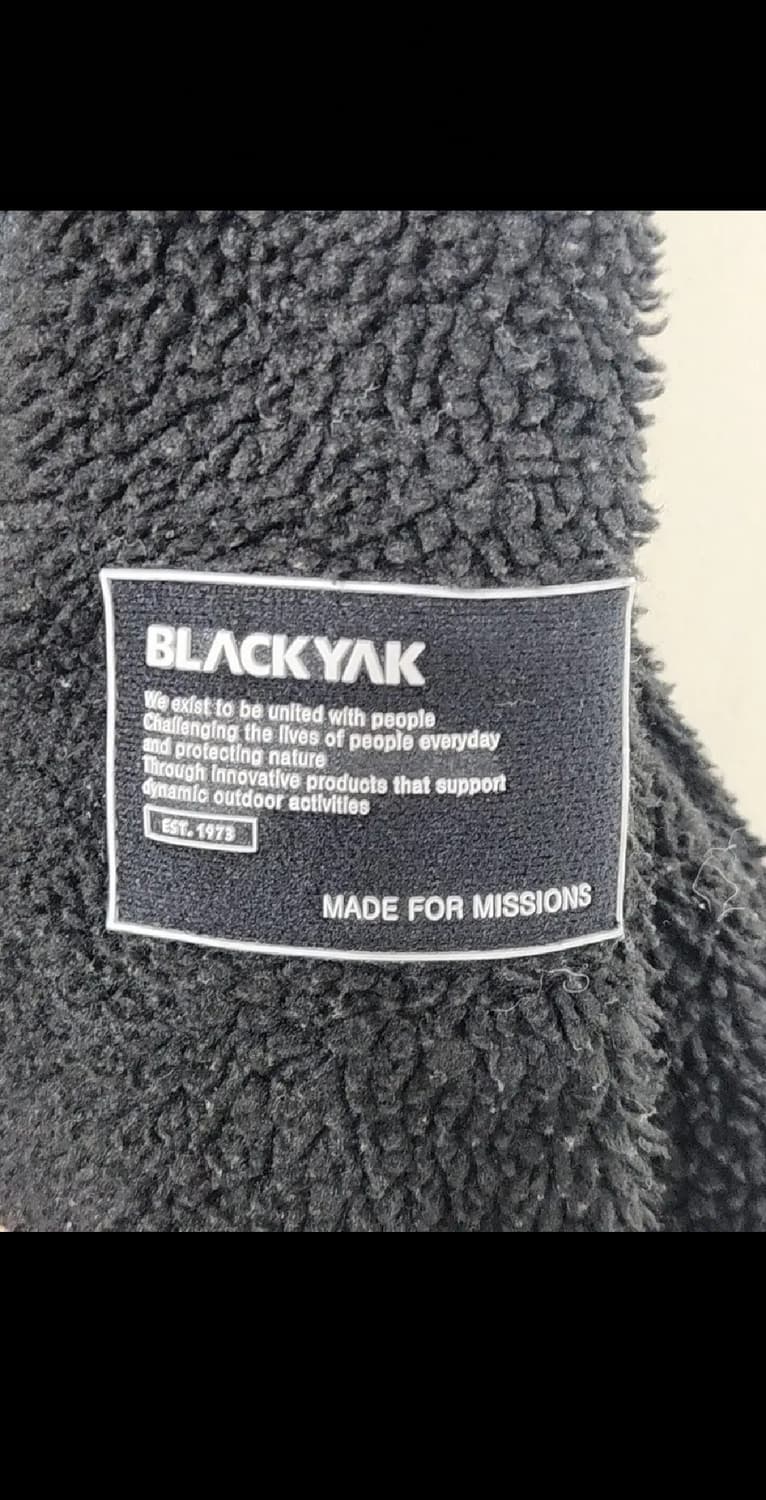 BLACKYAK
We exist to be united with people
Challenging the lives of people everyday
and protecting nature
Through innovative products that support
dynamic outdoor activities
EST. 1973
MADE FOR MISSIONS